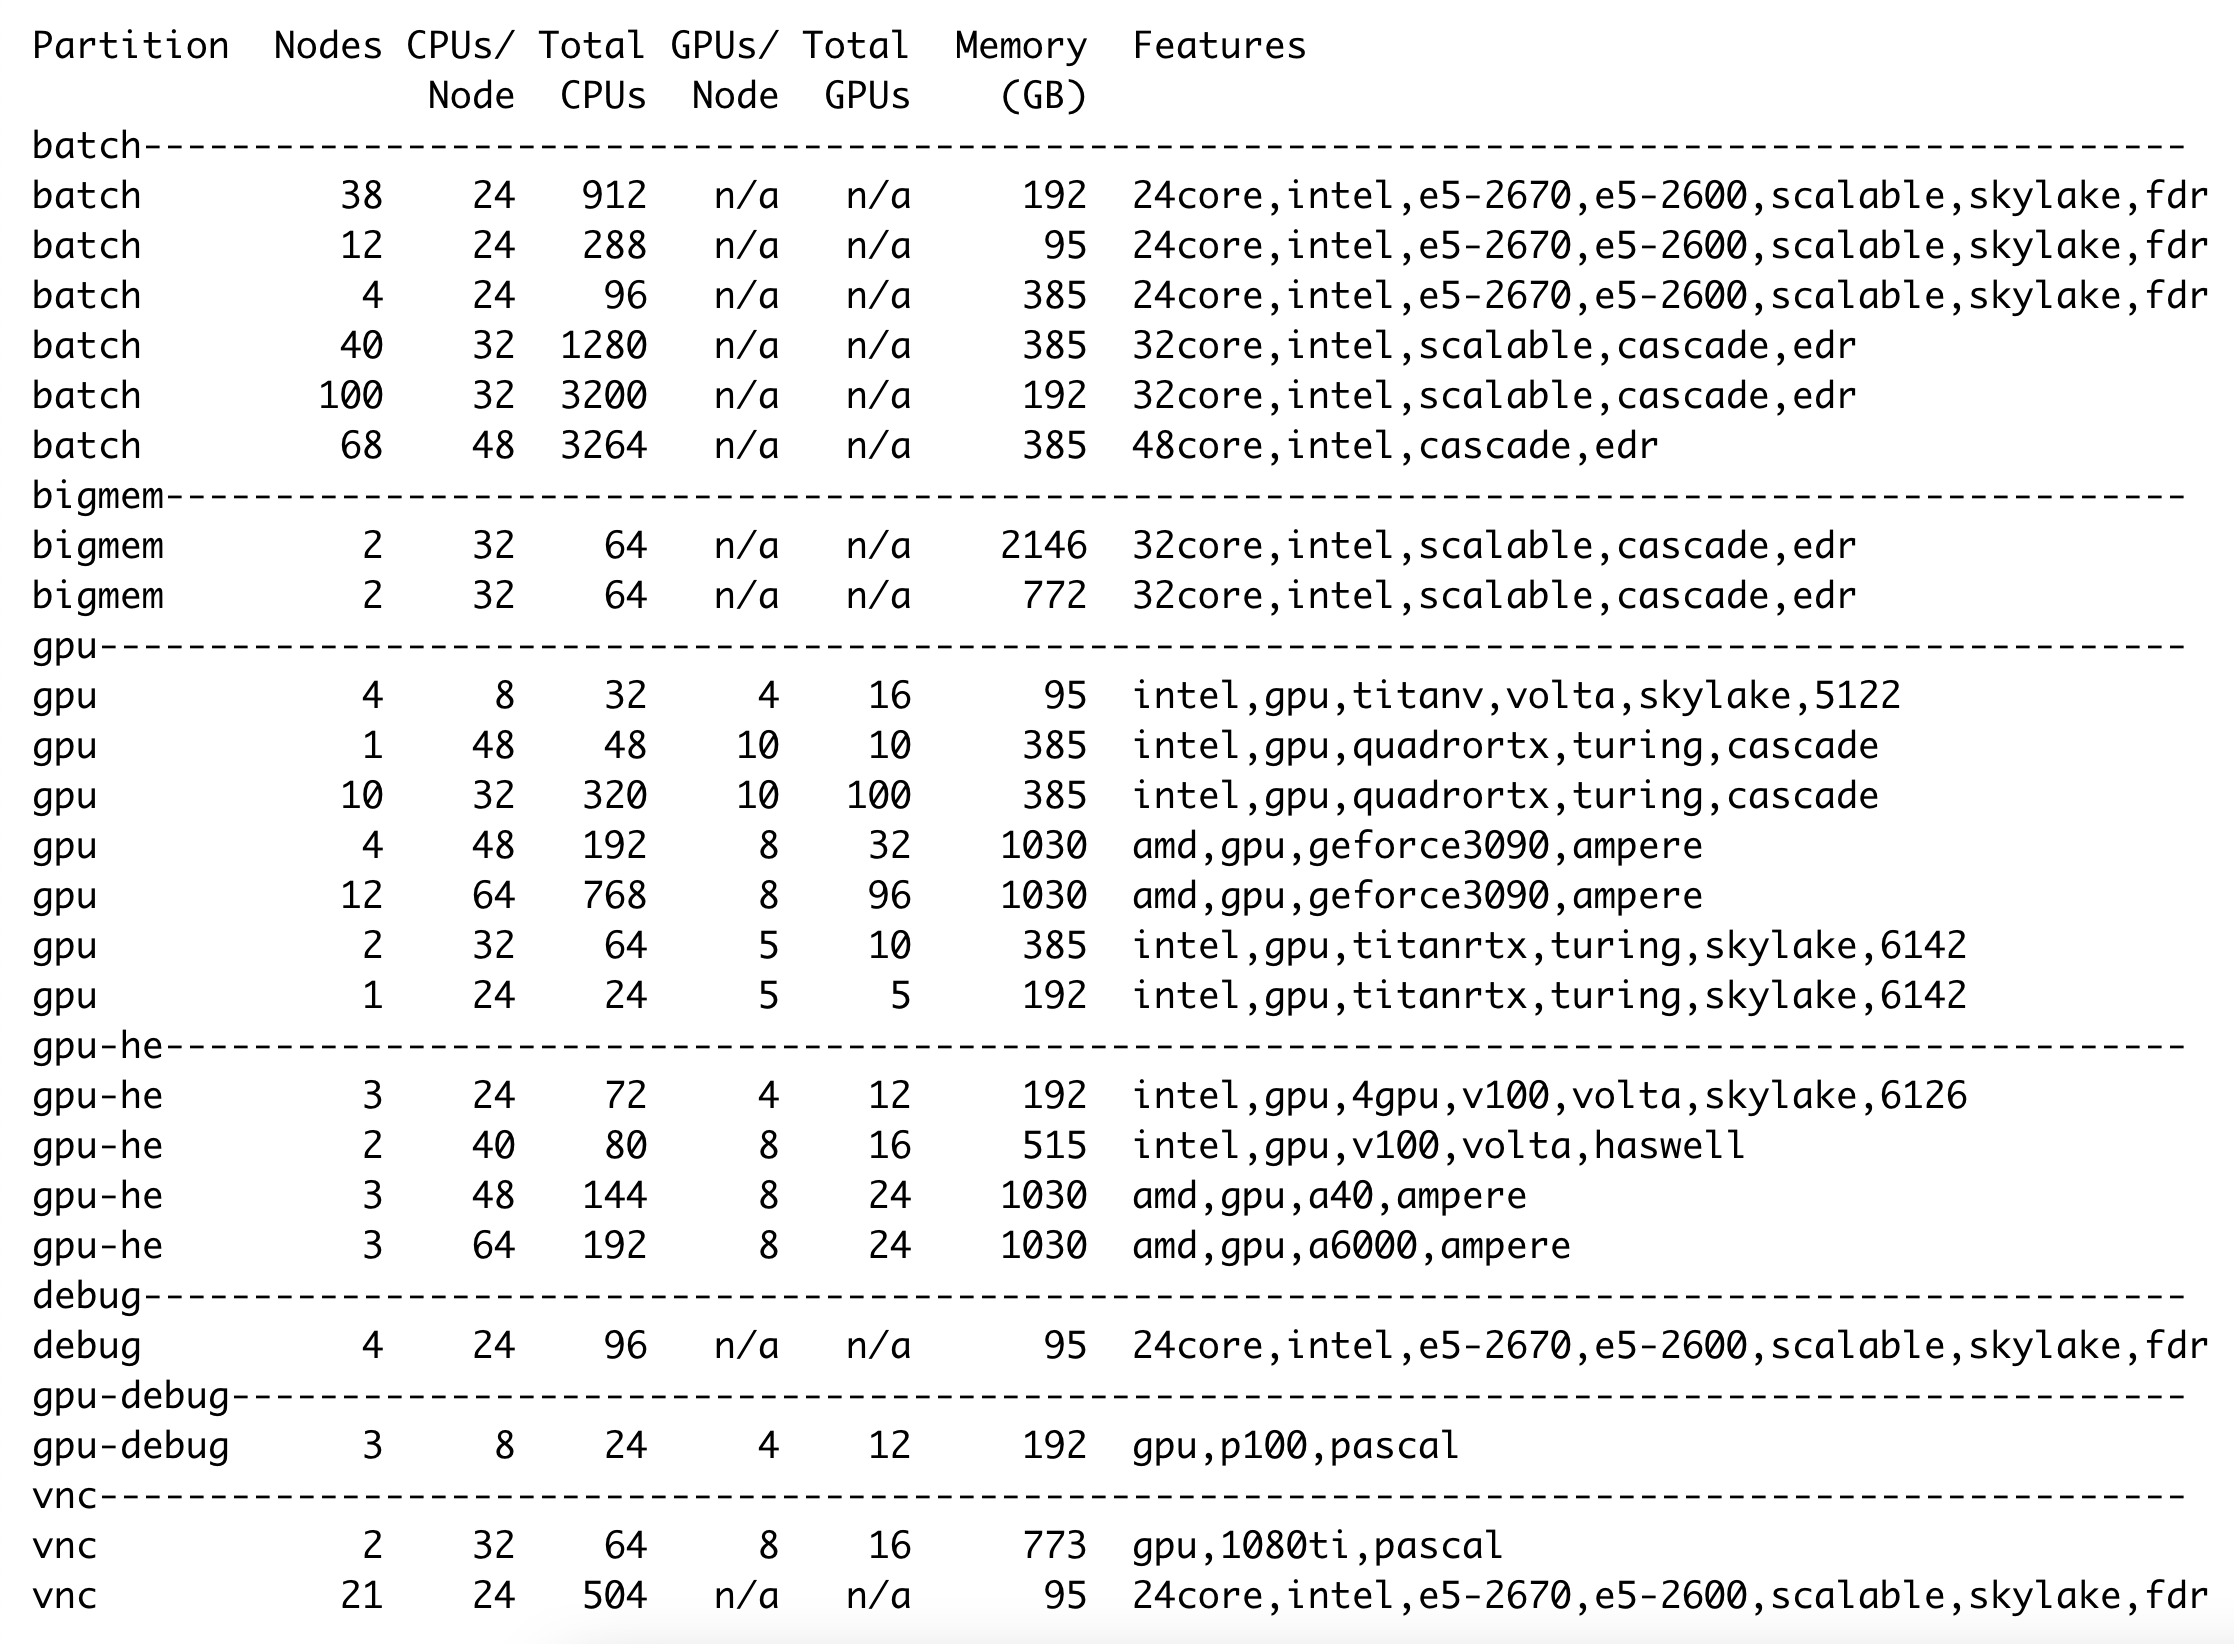 Partition  Nodes CPUs/ Total GPUs/ Total  Memory  Features
                  Node  CPUs  Node  GPUs    (GB)
batch---------------------------------------------------------------------------------------------
batch         38    24   912   n/a   n/a     192  24core,intel,e5-2670,e5-2600,scalable,skylake,fdr
batch         12    24   288   n/a   n/a      95  24core,intel,e5-2670,e5-2600,scalable,skylake,fdr
batch          4    24    96   n/a   n/a     385  24core,intel,e5-2670,e5-2600,scalable,skylake,fdr
batch         40    32  1280   n/a   n/a     385  32core,intel,scalable,cascade,edr
batch        100    32  3200   n/a   n/a     192  32core,intel,scalable,cascade,edr
batch         68    48  3264   n/a   n/a     385  48core,intel,cascade,edr
bigmem--------------------------------------------------------------------------------------------
bigmem         2    32    64   n/a   n/a    2146  32core,intel,scalable,cascade,edr
bigmem         2    32    64   n/a   n/a     772  32core,intel,scalable,cascade,edr
gpu-----------------------------------------------------------------------------------------------
gpu            4     8    32     4    16      95  intel,gpu,titanv,volta,skylake,5122
gpu            1    48    48    10    10     385  intel,gpu,quadrortx,turing,cascade
gpu           10    32   320    10   100     385  intel,gpu,quadrortx,turing,cascade
gpu            4    48   192     8    32    1030  amd,gpu,geforce3090,ampere
gpu           12    64   768     8    96    1030  amd,gpu,geforce3090,ampere
gpu            2    32    64     5    10     385  intel,gpu,titanrtx,turing,skylake,6142
gpu            1    24    24     5     5     192  intel,gpu,titanrtx,turing,skylake,6142
gpu-he--------------------------------------------------------------------------------------------
gpu-he         3    24    72     4    12     192  intel,gpu,4gpu,v100,volta,skylake,6126
gpu-he         2    40    80     8    16     515  intel,gpu,v100,volta,haswell
gpu-he         3    48   144     8    24    1030  amd,gpu,a40,ampere
gpu-he         3    64   192     8    24    1030  amd,gpu,a6000,ampere
debug---------------------------------------------------------------------------------------------
debug          4    24    96   n/a   n/a      95  24core,intel,e5-2670,e5-2600,scalable,skylake,fdr
gpu-debug-----------------------------------------------------------------------------------------
gpu-debug      3     8    24     4    12     192  gpu,p100,pascal
vnc-----------------------------------------------------------------------------------------------
vnc            2    32    64     8    16     773  gpu,1080ti,pascal
vnc           21    24   504   n/a   n/a      95  24core,intel,e5-2670,e5-2600,scalable,skylake,fdr